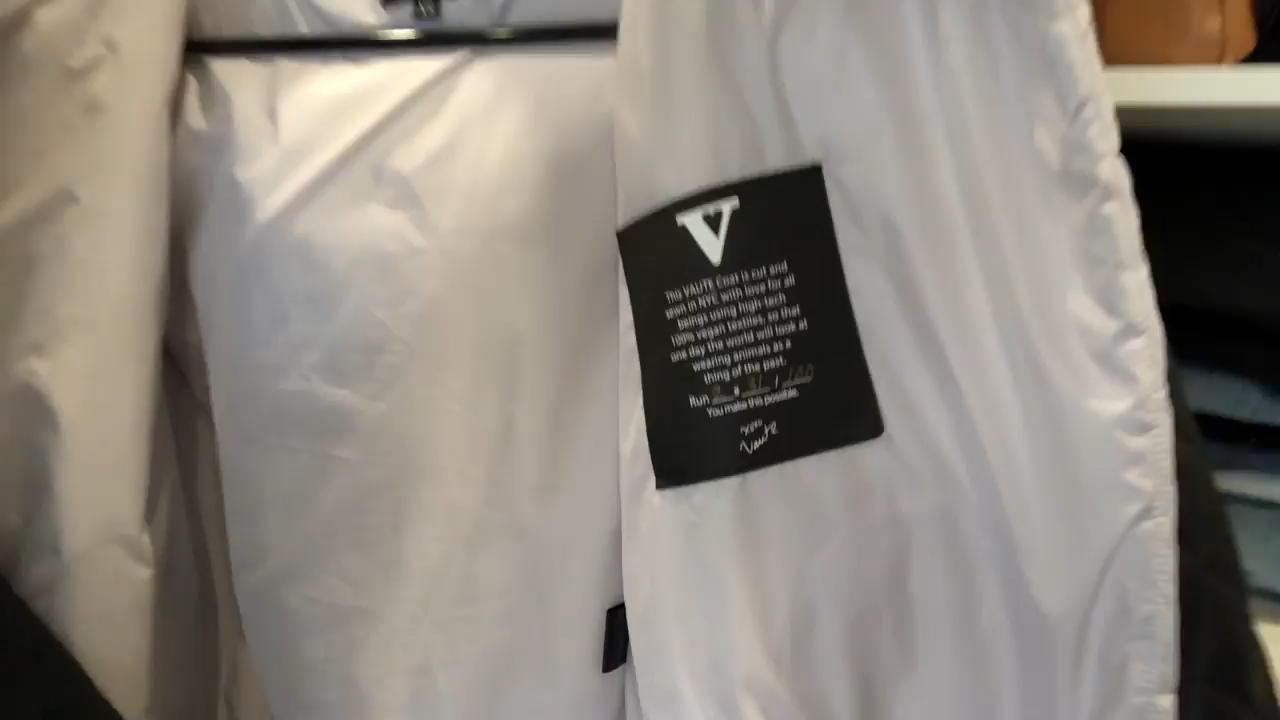 V
This VAUTE Coat is cut and
sewn in NYC with love for all
beings using high-tech
100% vegan textiles, so that
one day the world will look at
wearing animals as a
thing of the past.
Run # /
You make this possible.
Vaute